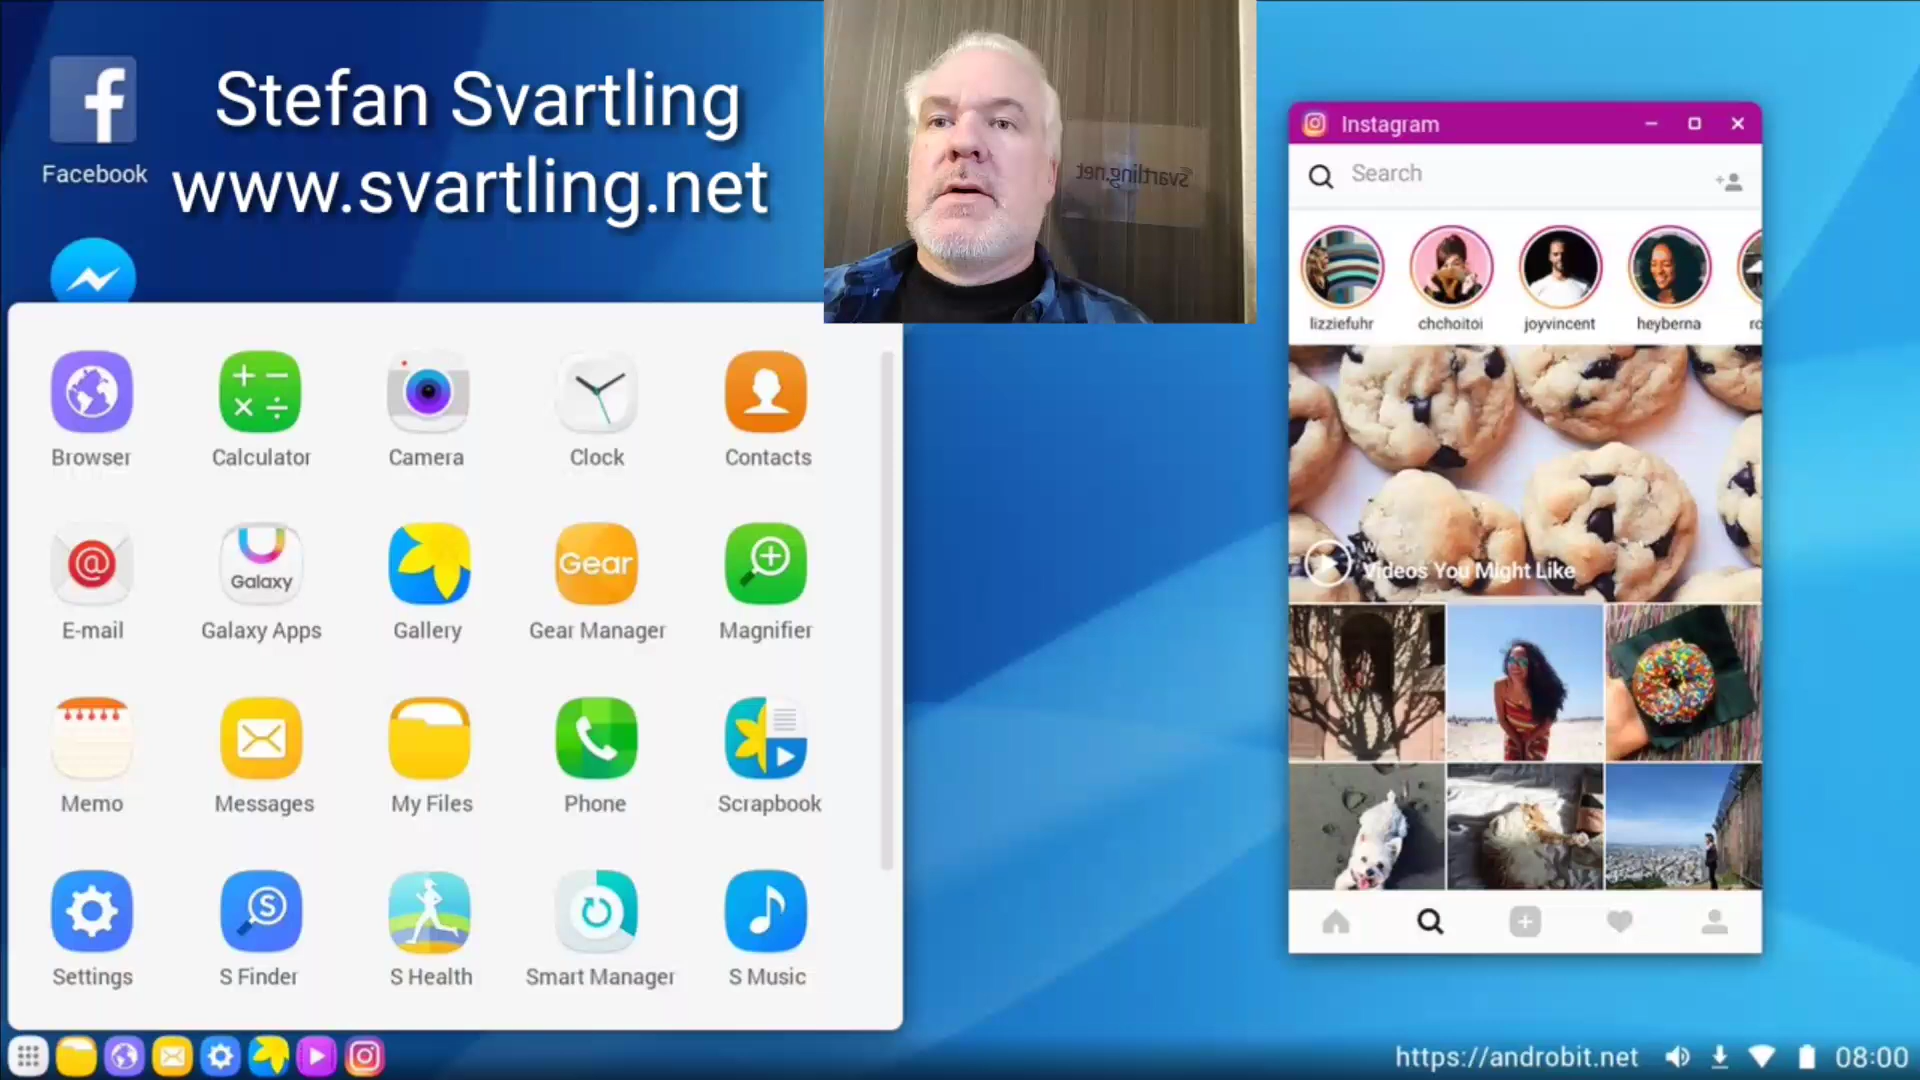 Facebook
Stefan Svartling
www.svartling.net
Svartling.net
Instagram
Search
lizziefuhr
chchoitoi
joyvincent
heyberna
Videos You Might Like
Browser
Calculator
Camera
Clock
Contacts
E-mail
Galaxy
Gear
Galaxy Apps
Gallery
Gear Manager
Magnifier
Memo
Messages
My Files
Phone
Scrapbook
Settings
S Finder
S Health
Smart Manager
S Music
https://androbit.net
08:00